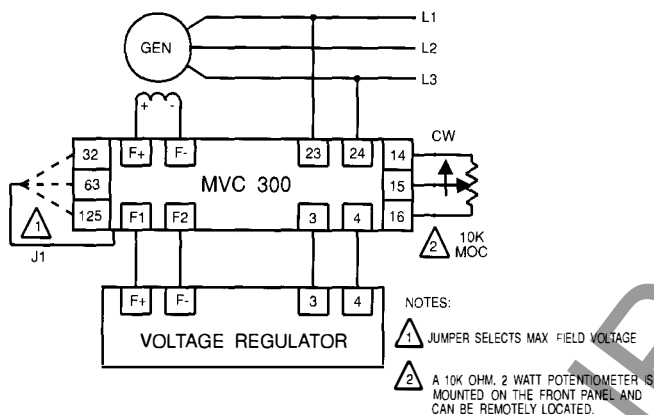 L1
GEN
L2
L3
+ -
CW
32 F+ F- 23 24 14
63 MVC 300 15
125 F1 F2 3 4 16
1
J1
2 10K
MOC
F+ F- 3 4
VOLTAGE REGULATOR
NOTES:
1 JUMPER SELECTS MAX FIELD VOLTAGE
2 A 10K OHM, 2 WATT POTENTIOMETER IS
MOUNTED ON THE FRONT PANEL AND
CAN BE REMOTELY LOCATED.